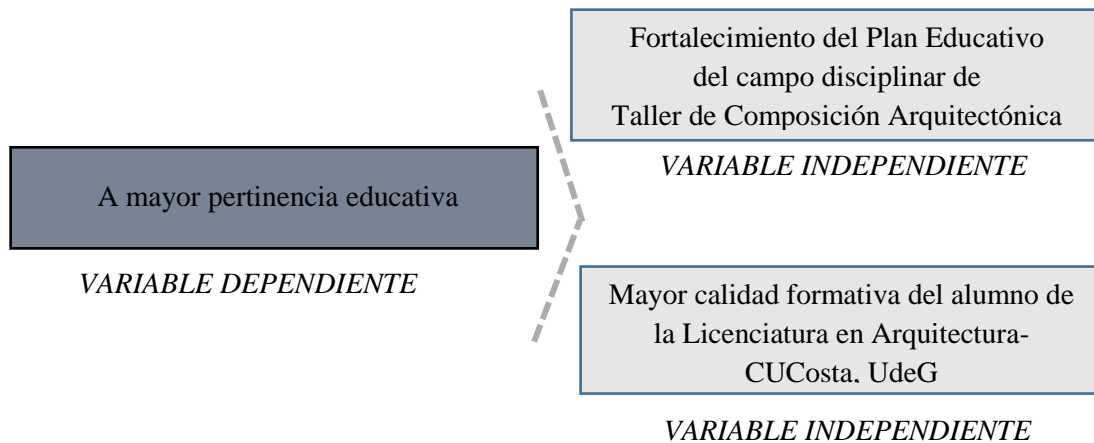 Fortalecimiento del Plan Educativo
del campo disciplinar de
Taller de Composición Arquitectónica
VARIABLE INDEPENDIENTE
A mayor pertinencia educativa
VARIABLE DEPENDIENTE
Mayor calidad formativa del alumno de
la Licenciatura en Arquitectura-
CUCosta, UdeG
VARIABLE INDEPENDIENTE